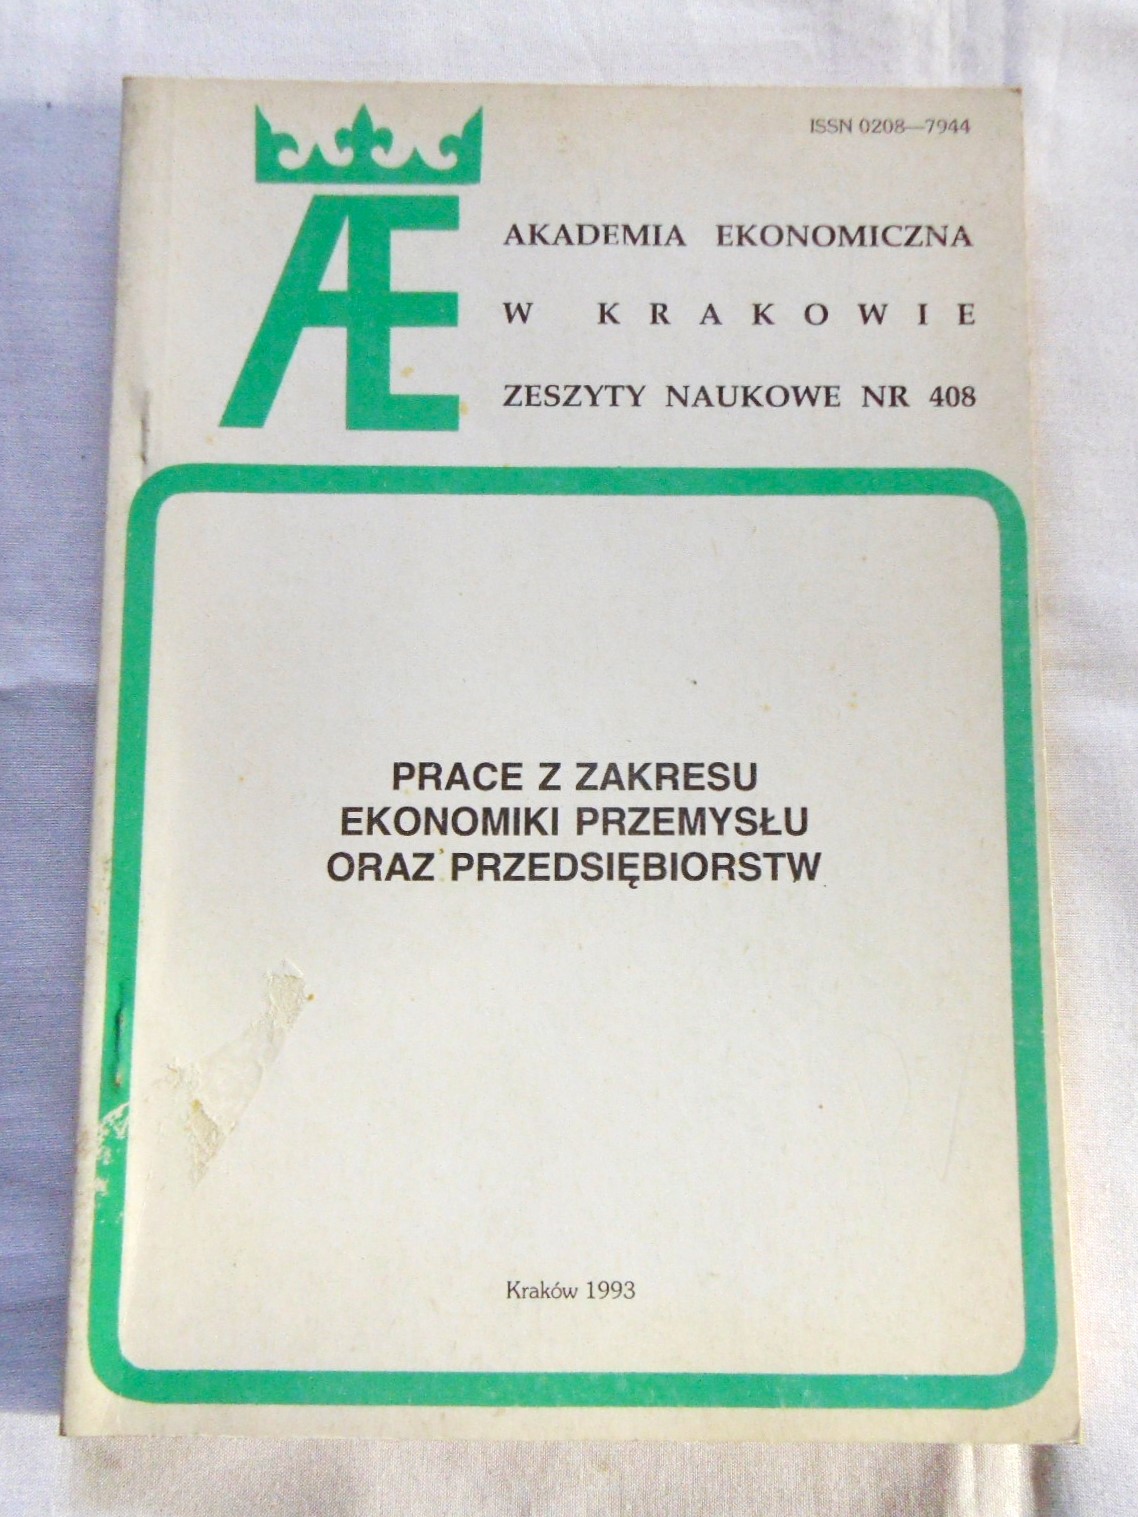 ISSN 0208—7944
Æ
AKADEMIA EKONOMICZNA
W KRAKOWIE
ZESZYTY NAUKOWE NR 408
PRACE Z ZAKRESU
EKONOMIKI PRZEMYSŁU
ORAZ PRZEDSIĘBIORSTW
Kraków 1993